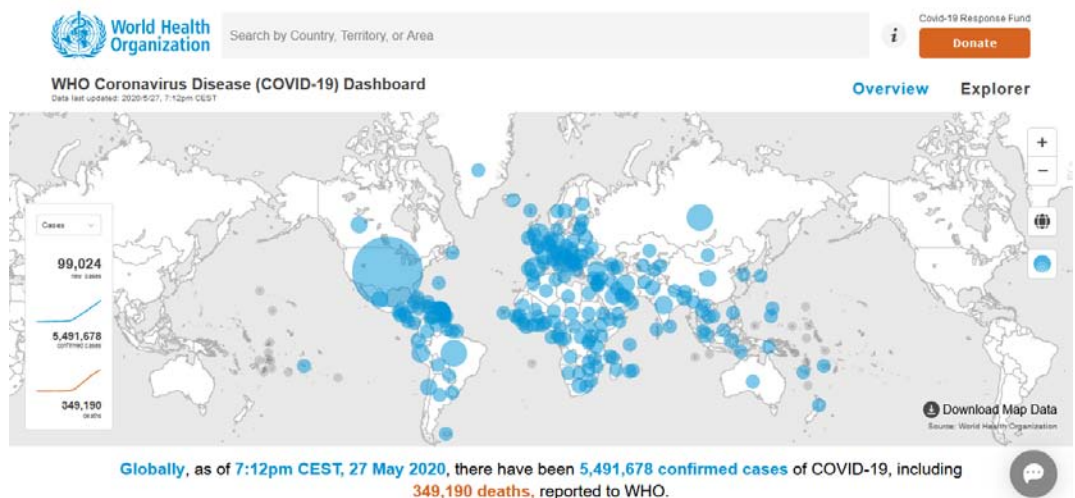 World Health
Organization
Search by Country, Territory, or Area
i
Covid-19 Response Fund
Donate
WHO Coronavirus Disease (COVID-19) Dashboard
Data last updated: 2020/5/27, 7:12pm CEST
Overview
Explorer
+
−
Cases
99,024
new cases
5,491,678
confirmed cases
349,190
deaths
Download Map Data
Source: World Health Organization
Globally, as of 7:12pm CEST, 27 May 2020, there have been 5,491,678 confirmed cases of COVID-19, including
349,190 deaths, reported to WHO.